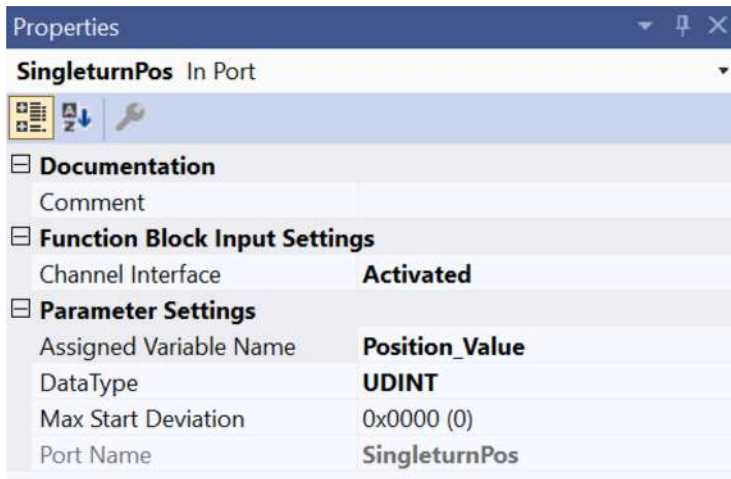 Properties
SingleturnPos In Port
Documentation
Comment
Function Block Input Settings
Channel Interface Activated
Parameter Settings
Assigned Variable Name Position_Value
DataType UDINT
Max Start Deviation 0x0000 (0)
Port Name SingleturnPos